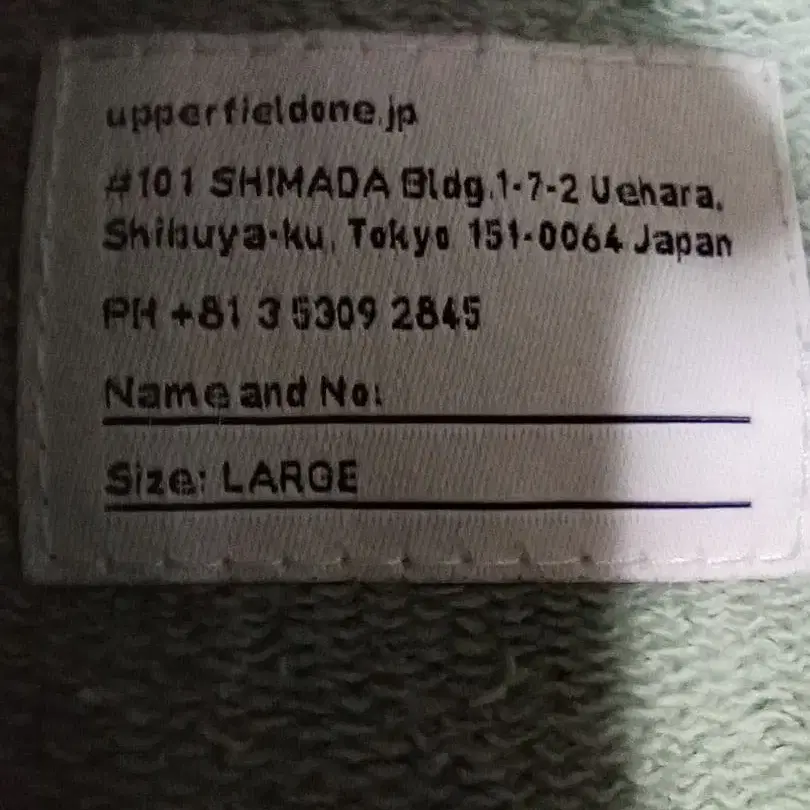 upperfieldone.jp
#101 SHIMADA Bldg.1-7-2 Uehara,
Shibuya-ku, Tokyo 151-0064 Japan
PH +81 3 5309 2845
Name and No:
Size: LARGE